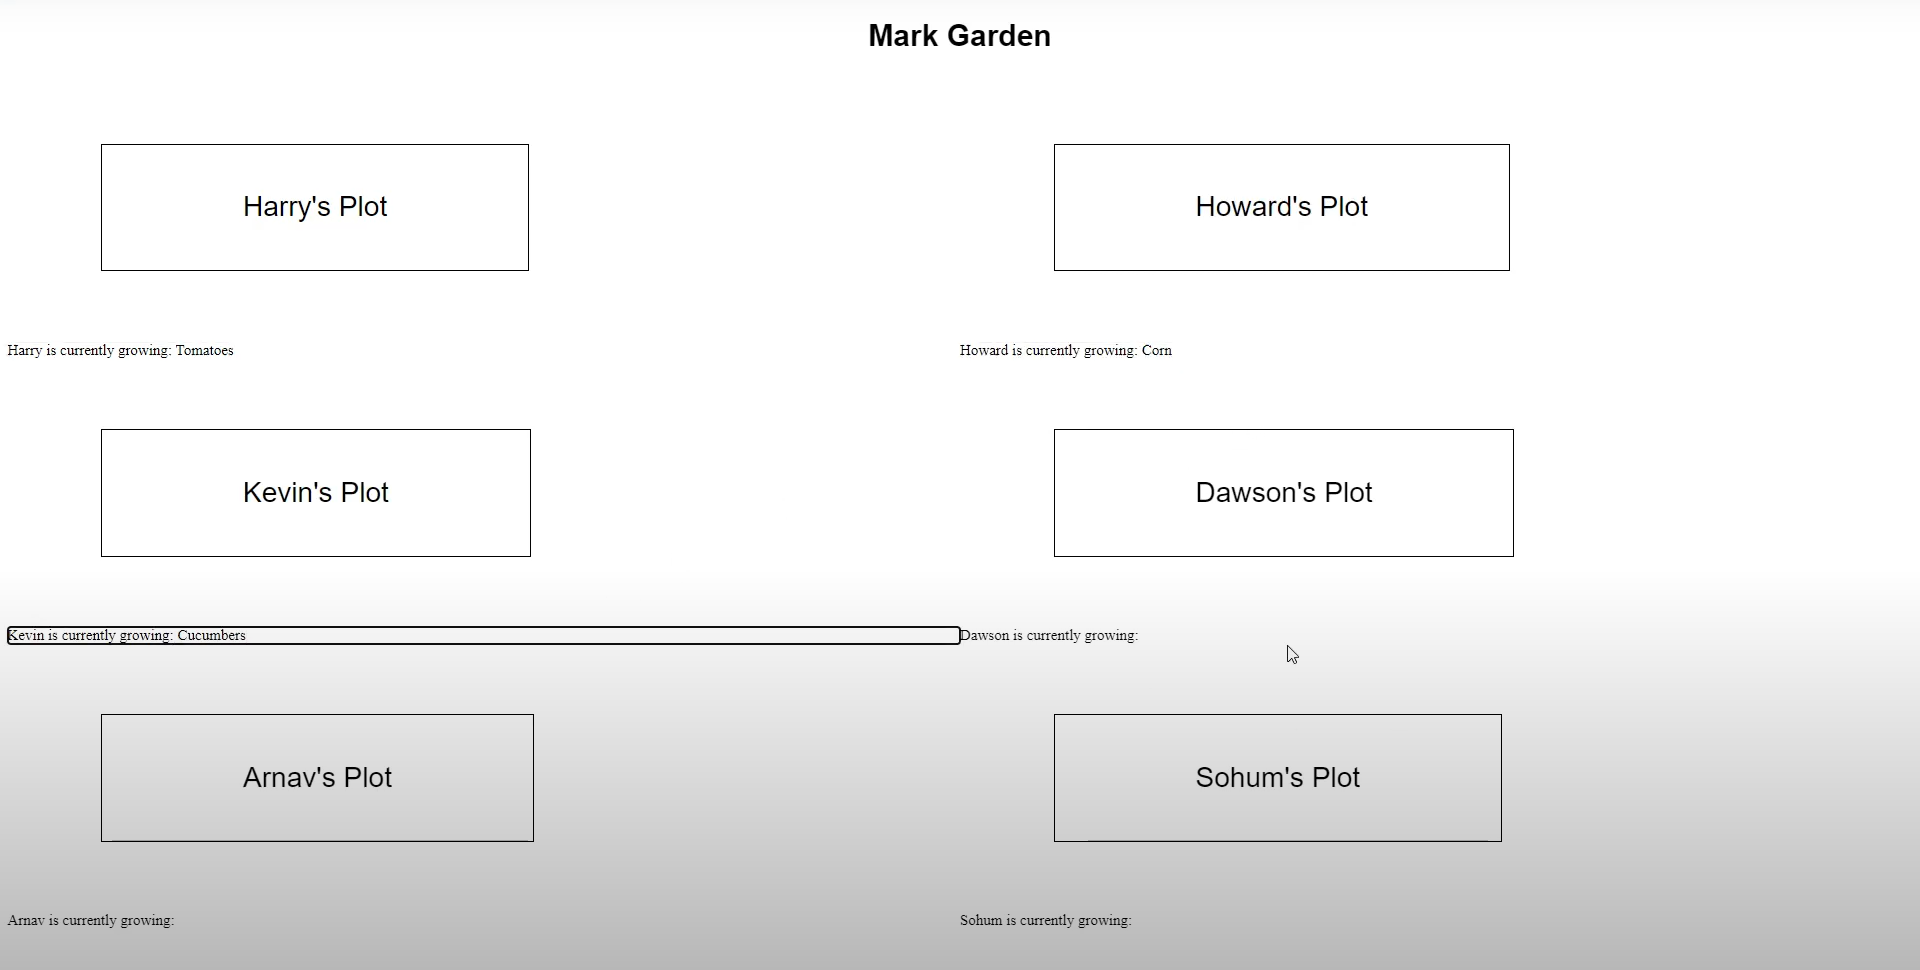 Mark Garden
Harry's Plot
Howard's Plot
Harry is currently growing: Tomatoes
Howard is currently growing: Corn
Kevin's Plot
Dawson's Plot
Kevin is currently growing: Cucumbers
Dawson is currently growing:
Arnav's Plot
Sohum's Plot
Arnav is currently growing:
Sohum is currently growing: